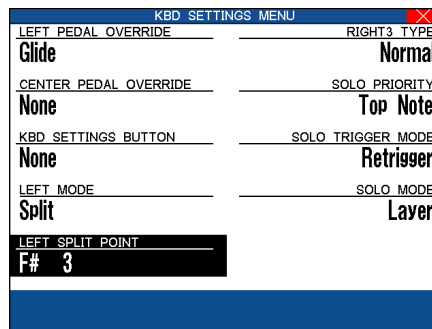 KBD SETTINGS MENU
LEFT PEDAL OVERRIDE
Glide
CENTER PEDAL OVERRIDE
None
KBD SETTINGS BUTTON
None
LEFT MODE
Split
LEFT SPLIT POINT
F# 3
RIGHT3 TYPE
Normal
SOLO PRIORITY
Top Note
SOLO TRIGGER MODE
Retrigger
SOLO MODE
Layer